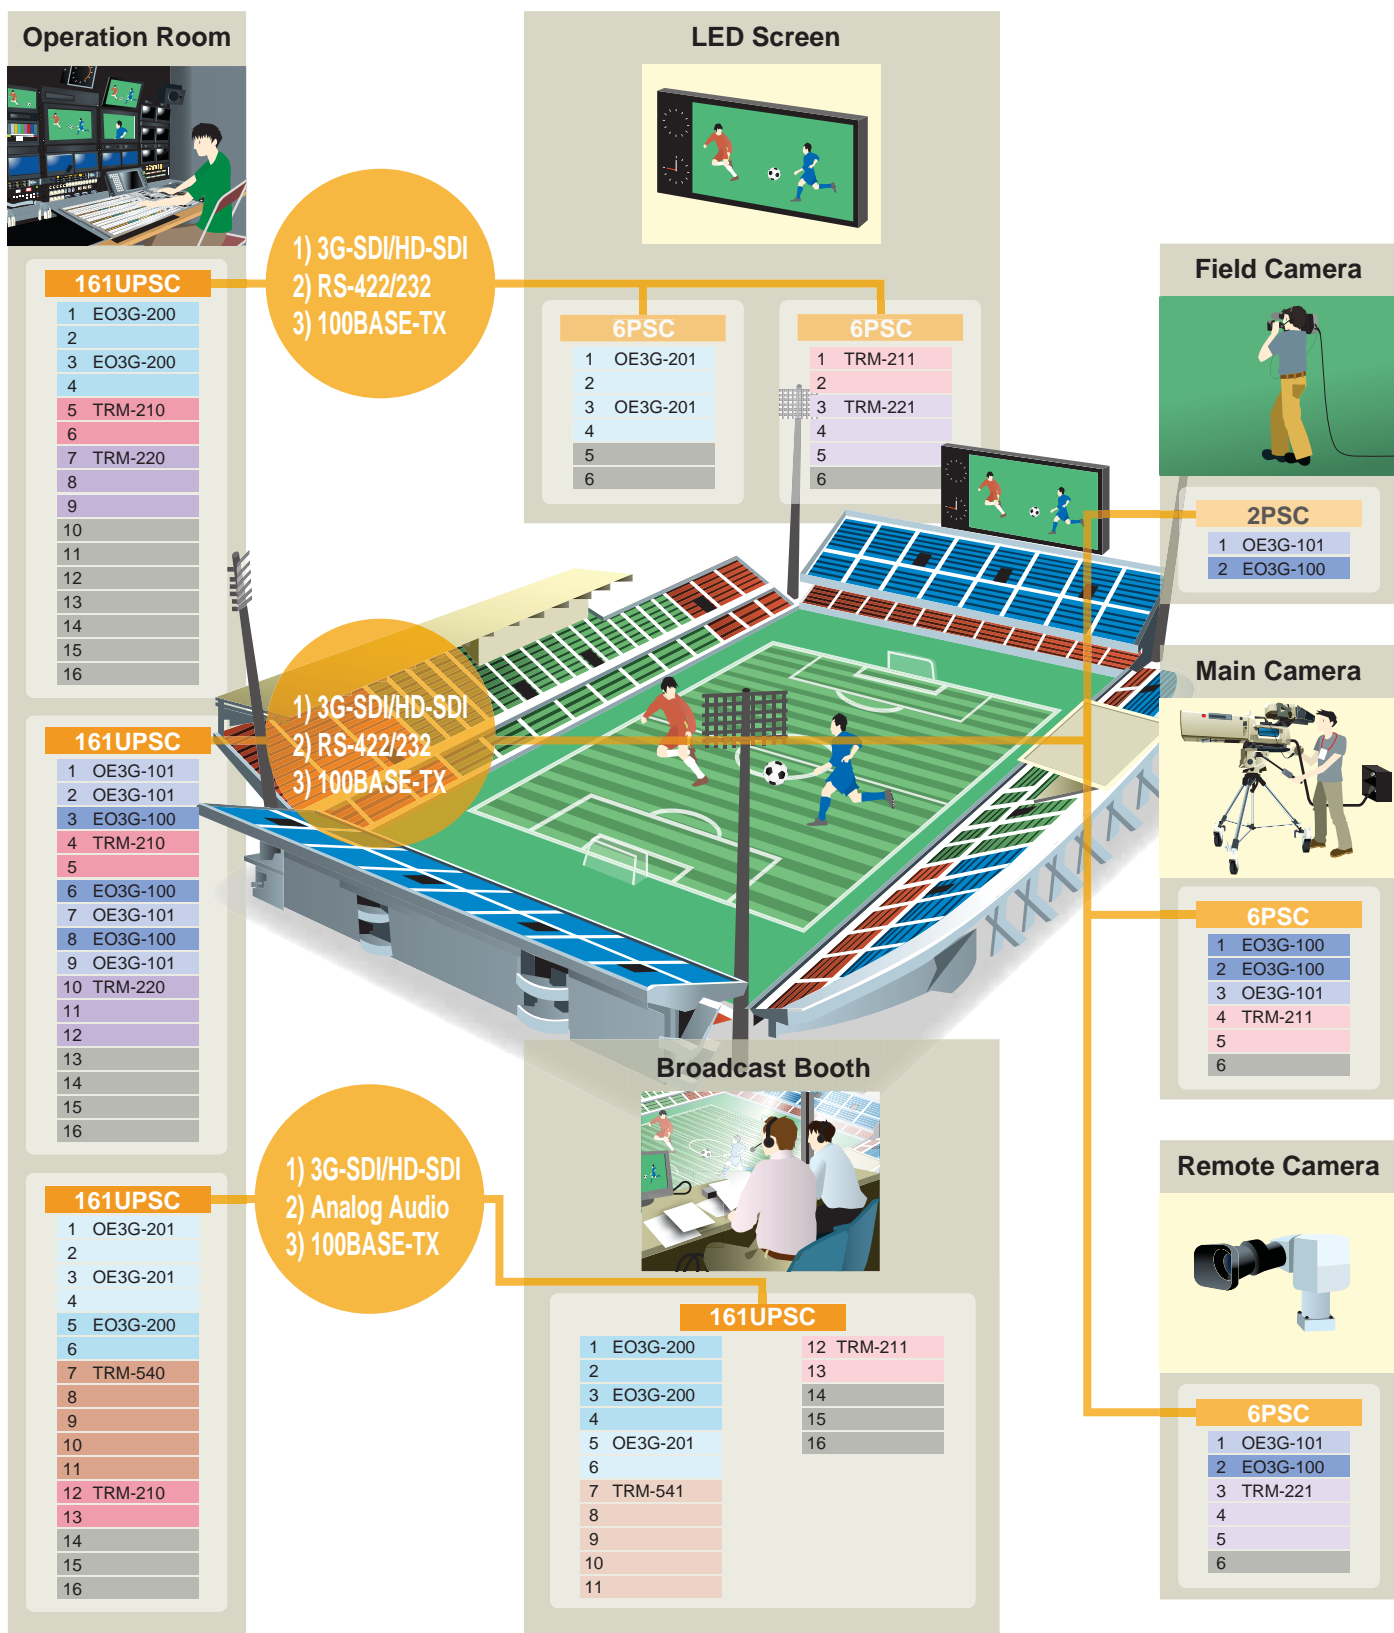 Operation Room
161UPSC
1 EO3G-200
2
3 EO3G-200
4
5 TRM-210
6
7 TRM-220
8
9
10
11
12
13
14
15
16
161UPSC
1 OE3G-101
2 OE3G-101
3 EO3G-100
4 TRM-210
5
6 EO3G-100
7 OE3G-101
8 EO3G-100
9 OE3G-101
10 TRM-220
11
12
13
14
15
16
161UPSC
1 OE3G-201
2
3 OE3G-201
4
5 EO3G-200
6
7 TRM-540
8
9
10
11
12 TRM-210
13
14
15
16
1) 3G-SDI/HD-SDI
2) RS-422/232
3) 100BASE-TX
1) 3G-SDI/HD-SDI
2) RS-422/232
3) 100BASE-TX
1) 3G-SDI/HD-SDI
2) Analog Audio
3) 100BASE-TX
LED Screen
6PSC
1 OE3G-201
2
3 OE3G-201
4
5
6
6PSC
1 TRM-211
2
3 TRM-221
4
5
6
Broadcast Booth
161UPSC
1 EO3G-200
2
3 EO3G-200
4
5 OE3G-201
6
7 TRM-541
8
9
10
11
12 TRM-211
13
14
15
16
Field Camera
2PSC
1 OE3G-101
2 EO3G-100
Main Camera
6PSC
1 EO3G-100
2 EO3G-100
3 OE3G-101
4 TRM-211
5
6
Remote Camera
6PSC
1 OE3G-101
2 EO3G-100
3 TRM-221
4
5
6